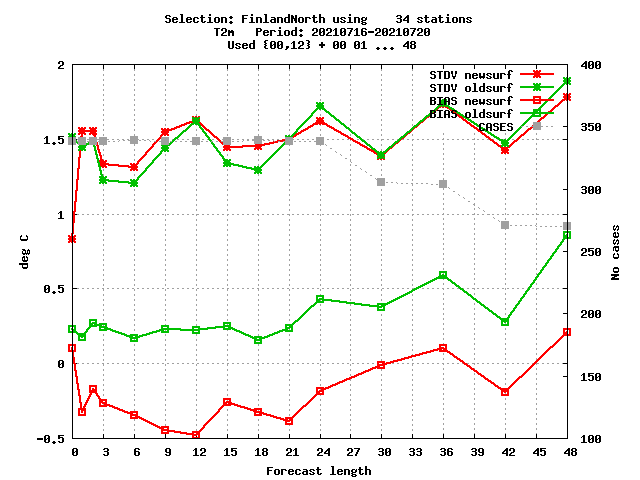 Selection: FinlandNorth using    34 stations
T2m   Period: 20210716-20210720
Used {00,12} + 00 01 ... 48
STDV newsurf
STDV oldsurf
BIAS newsurf
BIAS oldsurf
CASES
2
1.5
1
0.5
0
-0.5
deg C
400
350
300
250
200
150
100
No cases
0 3 6 9 12 15 18 21 24 27 30 33 36 39 42 45 48
Forecast length